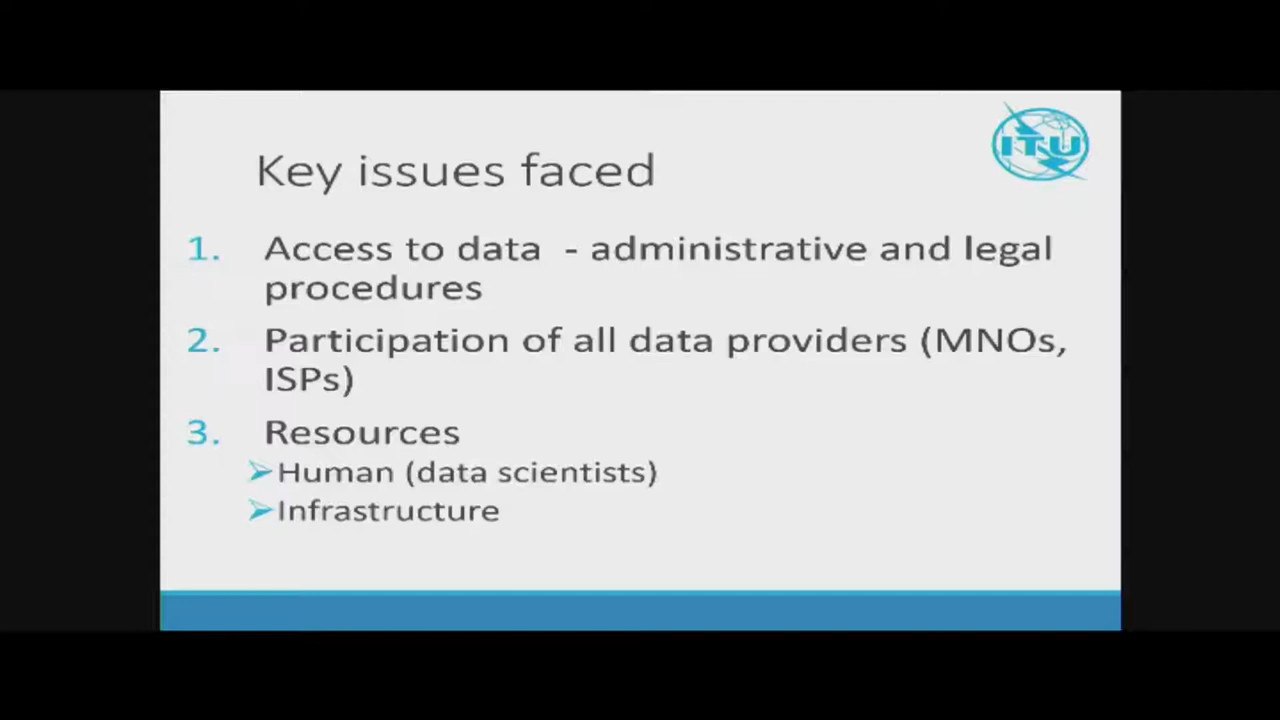 ITU
Key issues faced
1. Access to data - administrative and legal
procedures
2. Participation of all data providers (MNOs,
ISPs)
3. Resources
➢Human (data scientists)
➢Infrastructure